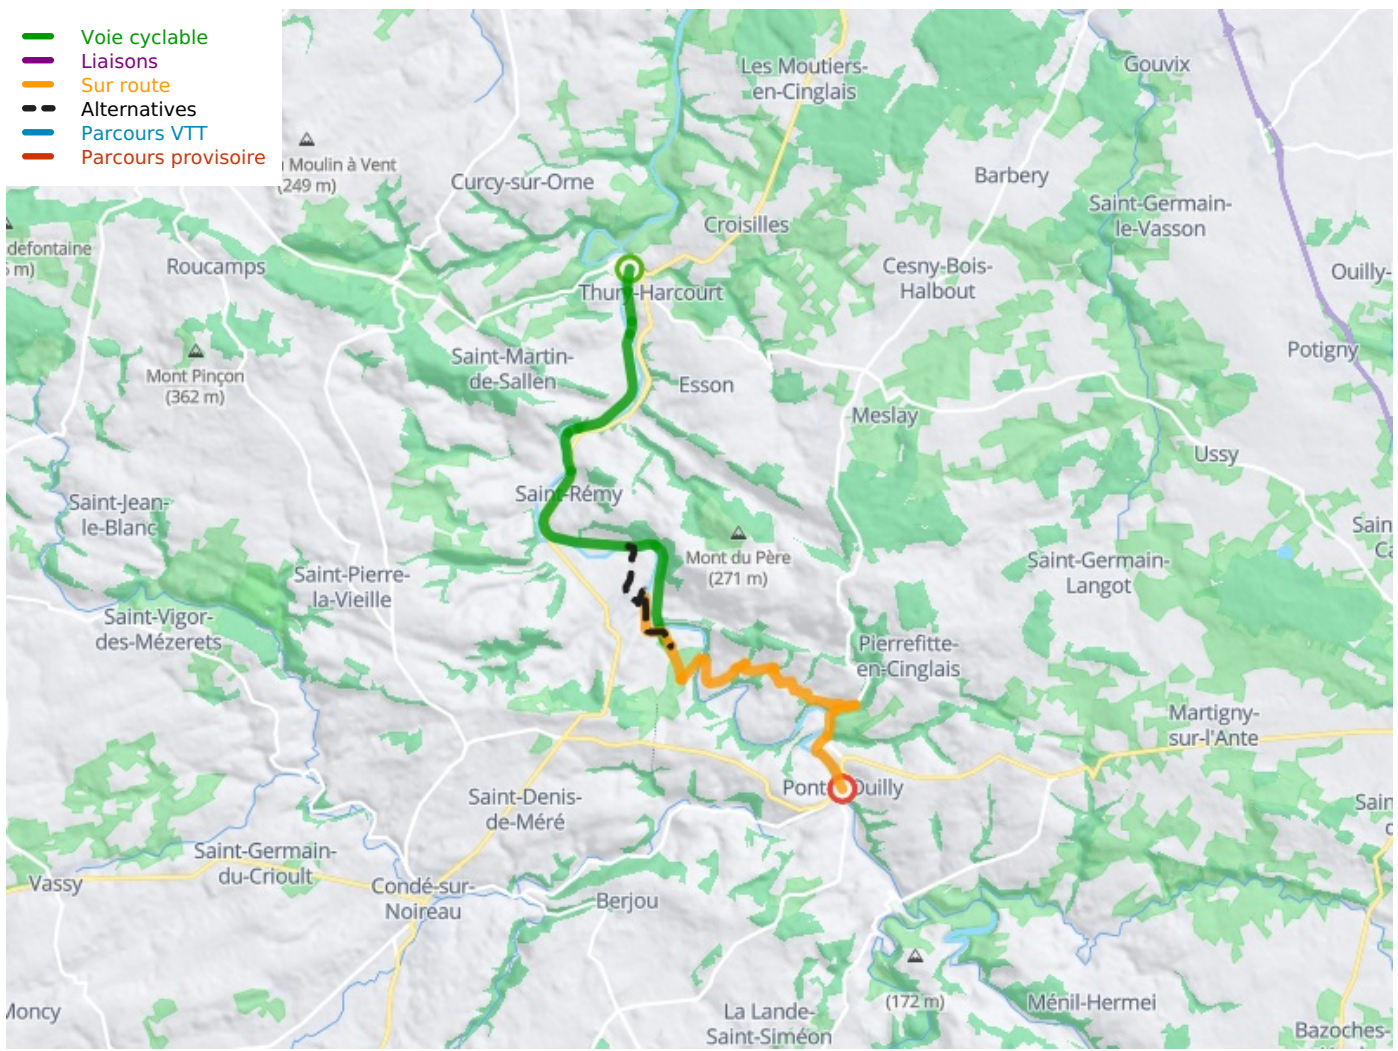 Voie cyclable
Liaisons
Sur route
Alternatives
Parcours VTT
Parcours provisoire
Les Moutiers-
en-Cinglais
Gouvix
Moulin à Vent
(249 m)
Curcy-sur-Orne
Barbery
Saint-Germain-
le-Vasson
Croisilles
defontaine
m)
Roucamps
Cesny-Bois-
Halbout
Ouilly-
Thury-Harcourt
Potigny
Saint-Martin-
de-Sallen
Mont Pinçon
(362 m)
Esson
Meslay
Ussy
Saint-Rémy
Saint-Jean-
le-Blanc
Sain
Ca
Mont du Père
(271 m)
Saint-Germain-
Langot
Saint-Pierre-
la-Vieille
Saint-Vigor-
des-Mézerets
Pierrefitte-
en-Cinglais
Martigny-
sur-l'Ante
Pont Ouilly
Saint-Denis-
de-Méré
Sain
Saint-Germain-
du-Crioult
Vassy
Condé-sur-
Noireau
Berjou
(172 m)
Ménil-Hermei
Moncy
La Lande-
Saint-Siméon
Bazoches-